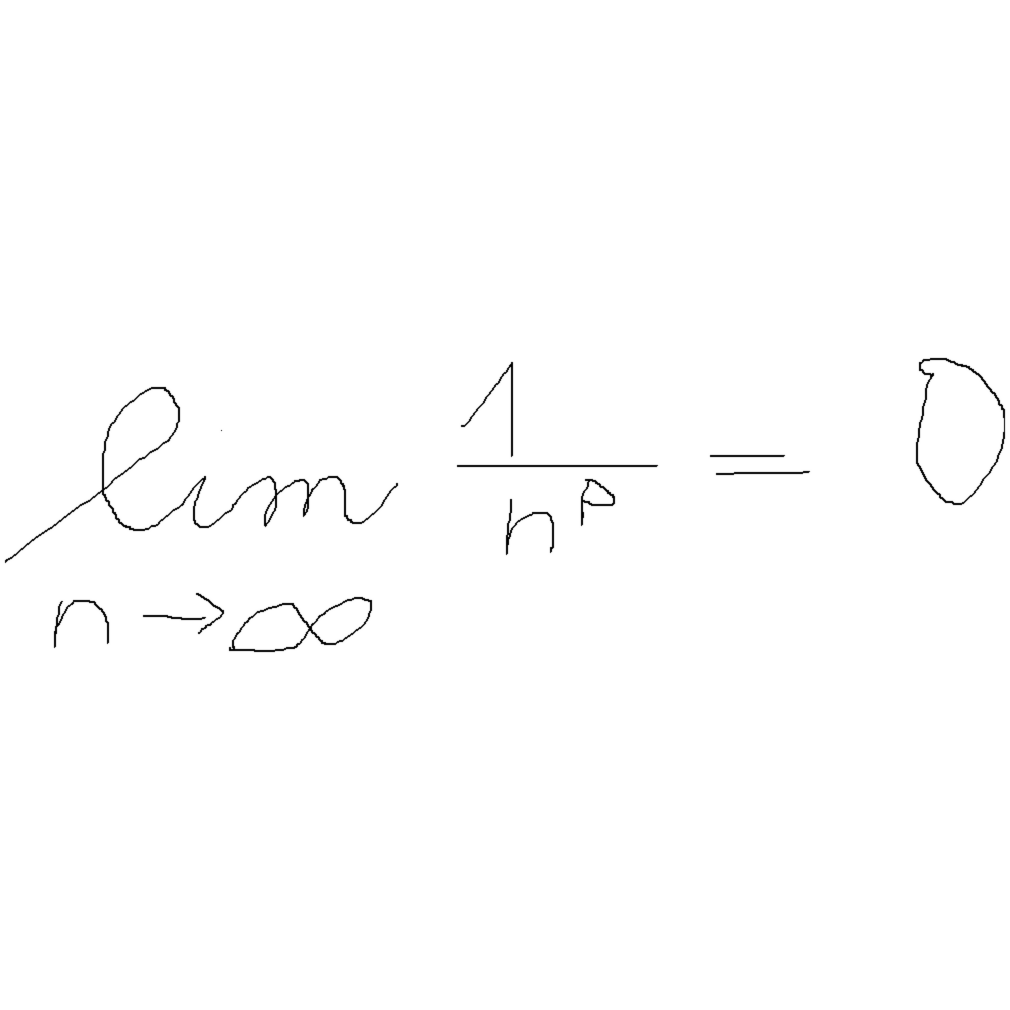 lim 1/n^p = 0
n → ∞